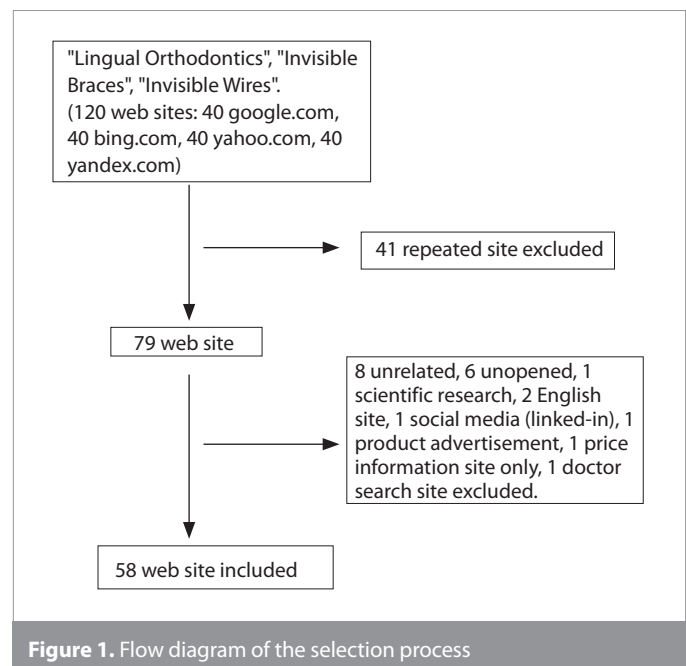 "Lingual Orthodontics", "Invisible
Braces", "Invisible Wires".
(120 web sites: 40 google.com,
40 bing.com, 40 yahoo.com, 40
yandex.com)
41 repeated site excluded
79 web site
8 unrelated, 6 unopened, 1
scientific research, 2 English
site, 1 social media (linked-in), 1
product advertisement, 1 price
information site only, 1 doctor
search site excluded.
58 web site included
Figure 1. Flow diagram of the selection process